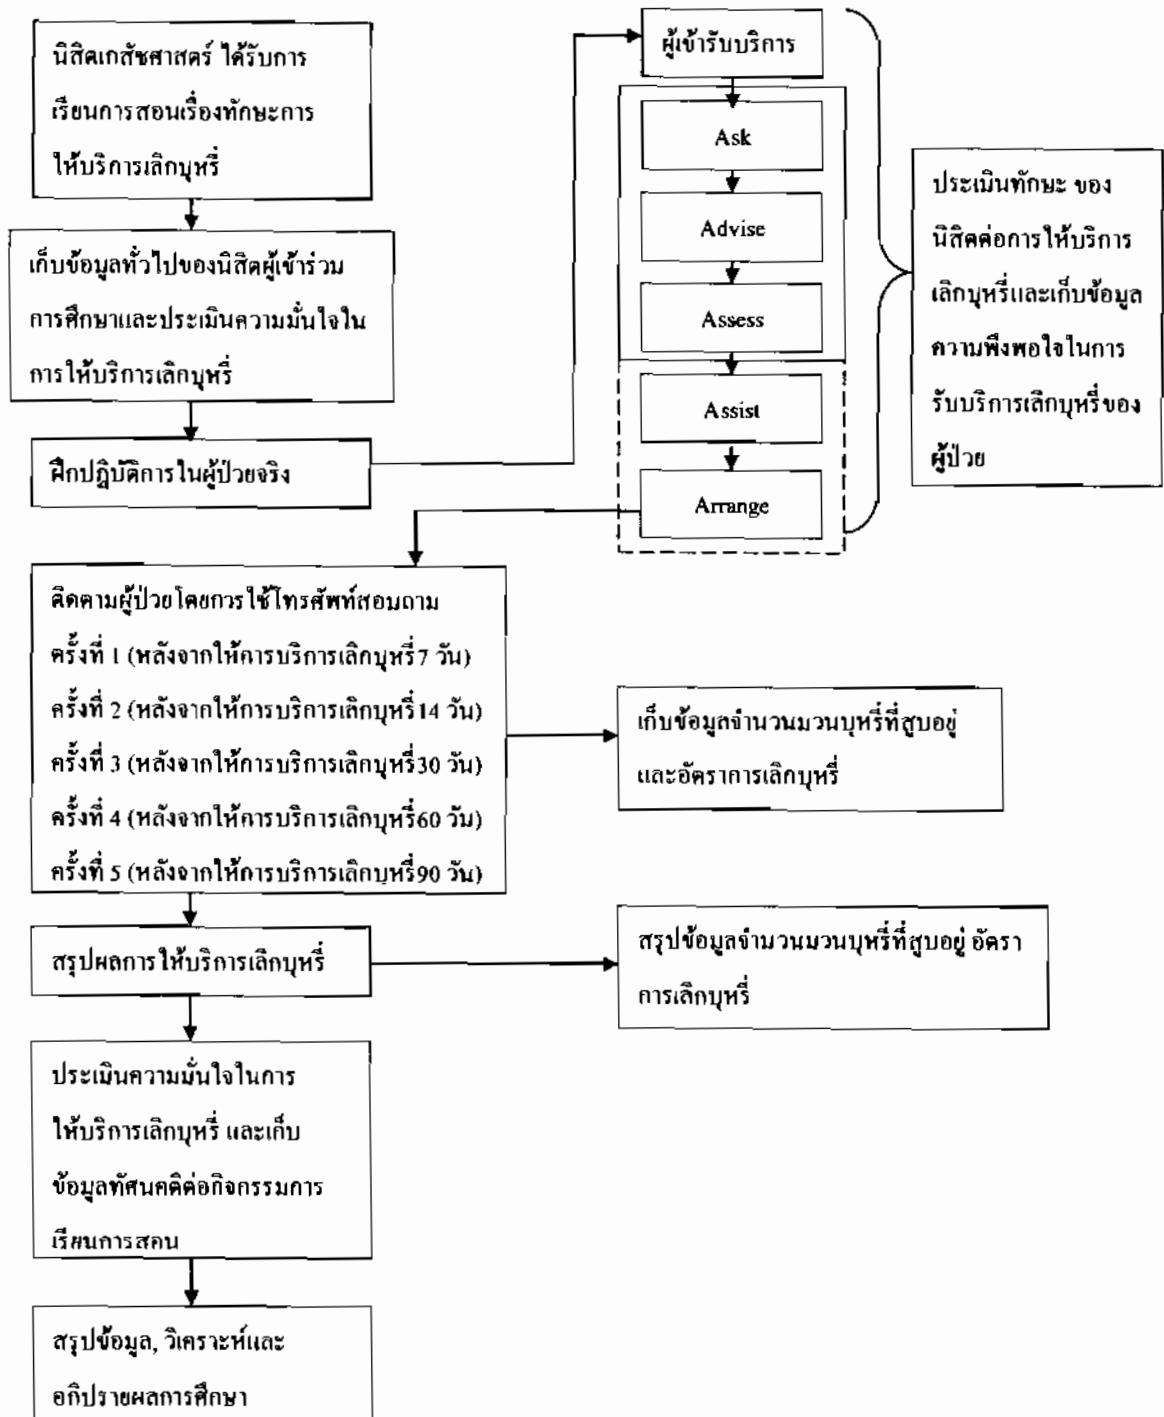 นิสิตเภสัชศาสตร์ ได้รับการ
เรียนการสอนเรื่องทักษะการ
ให้บริการเลิกบุหรี่
เก็บข้อมูลทั่วไปของนิสิตผู้เข้าร่วม
การศึกษาและประเมินความมั่นใจใน
การให้บริการเลิกบุหรี่
ฝึกปฏิบัติการในผู้ป่วยจริง
ผู้เข้ารับบริการ
Ask
Advise
Assess
Assist
Arrange
ประเมินทักษะ ของ
นิสิตต่อการให้บริการ
เลิกบุหรี่และเก็บข้อมูล
ความพึงพอใจในการ
รับบริการเลิกบุหรี่ของ
ผู้ป่วย
ติดตามผู้ป่วยโดยการใช้โทรศัพท์สอบถาม
ครั้งที่ 1 (หลังจากให้การบริการเลิกบุหรี่7 วัน)
ครั้งที่ 2 (หลังจากให้การบริการเลิกบุหรี่14 วัน)
ครั้งที่ 3 (หลังจากให้การบริการเลิกบุหรี่30 วัน)
ครั้งที่ 4 (หลังจากให้การบริการเลิกบุหรี่60 วัน)
ครั้งที่ 5 (หลังจากให้การบริการเลิกบุหรี่90 วัน)
เก็บข้อมูลจำนวนมวนบุหรี่ที่สูบอยู่
และอัตราการเลิกบุหรี่
สรุปผลการให้บริการเลิกบุหรี่
สรุปข้อมูลจำนวนมวนบุหรี่ที่สูบอยู่ อัตรา
การเลิกบุหรี่
ประเมินความมั่นใจในการ
ให้บริการเลิกบุหรี่ และเก็บ
ข้อมูลทัศนคติต่อกิจกรรมการ
เรียนการสอน
สรุปข้อมูล, วิเคราะห์และ
อภิปรายผลการศึกษา